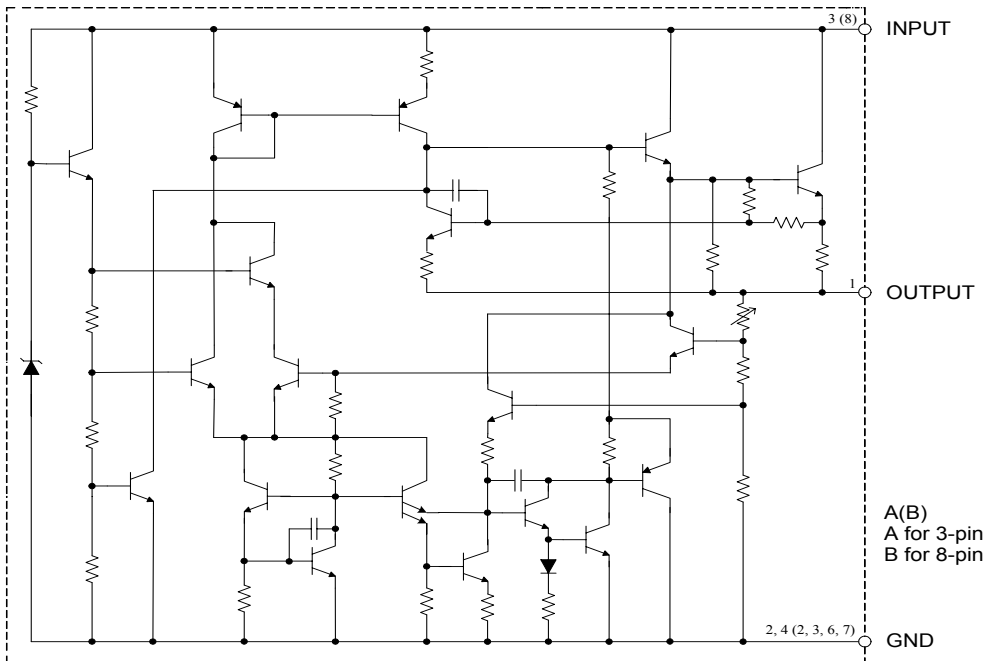 3 (8)
INPUT
1
OUTPUT
A(B)
A for 3-pin
B for 8-pin
2, 4 (2, 3, 6, 7)
GND